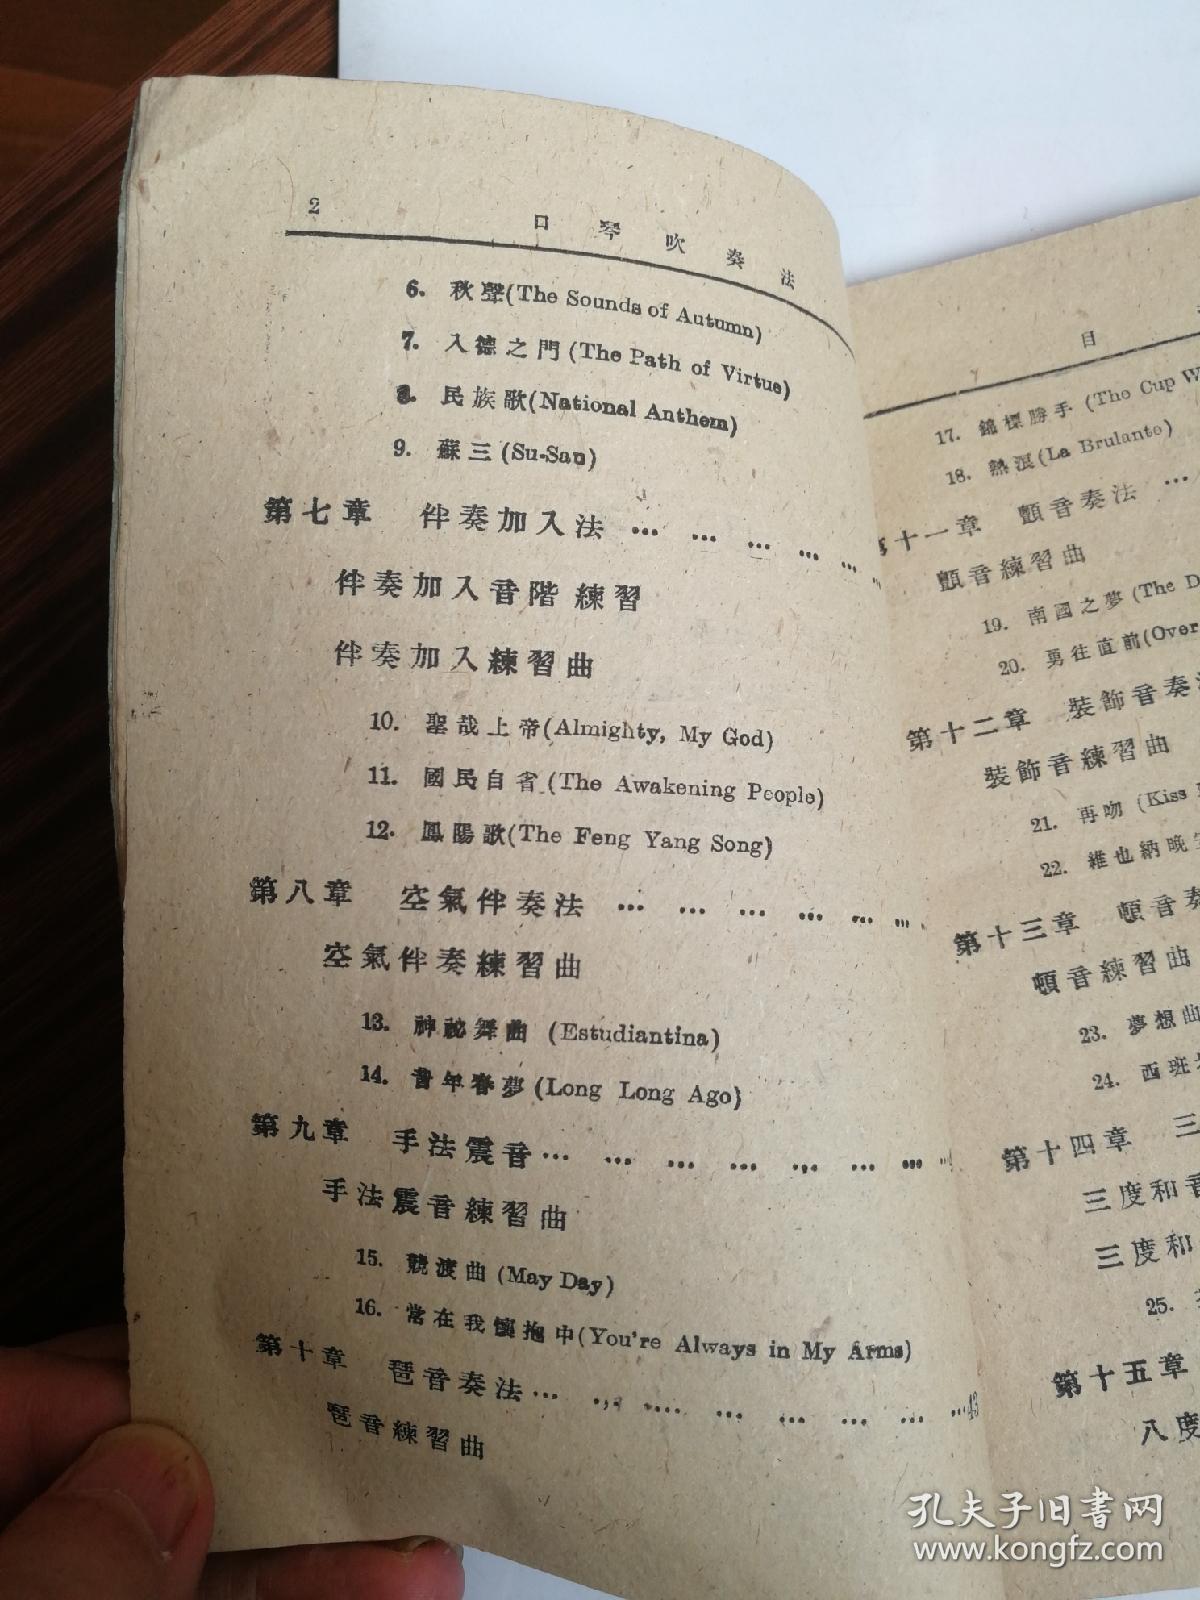 2 口琴吹奏法
6. 秋聲(The Sounds of Autumn)
7. 入德之門(The Path of Virtue)
8. 民族歌(National Anthem)
9. 蘇三(Su-San)
第七章 伴奏加入法 … … … … … …
伴奏加入音階練習
伴奏加入練習曲
10. 聖哉上帝(Almighty, My God)
11. 國民自省(The Awakening People)
12. 鳳陽歌(The Feng Yang Song)
第八章 空氣伴奏法 … … … … … …
空氣伴奏練習曲
13. 神祕舞曲 (Estudiantina)
14. 青年春夢(Long Long Ago)
第九章 手法震音… … … … … … …
手法震音練習曲
15. 競渡曲(May Day)
16. 常在我懷抱中(You're Always in My Arms)
第十章 琶音奏法… … … … … … … …43
琶音練習曲
目
17. 錦標勝手 (The Cup W
18. 熱浪(La Brulante)
十一章 顫音奏法 …
顫音練習曲
19. 南國之夢(The D
20. 勇往直前(Over
第十二章 裝飾音奏法
裝飾音練習曲
21. 再吻 (Kiss
22. 維也納晚
第十三章 頓音奏
頓音練習曲
23. 夢想曲
24. 西班
第十四章 三
三度和音
三度和
25.
第十五章
八度
孔夫子旧书网
www.kongfz.com